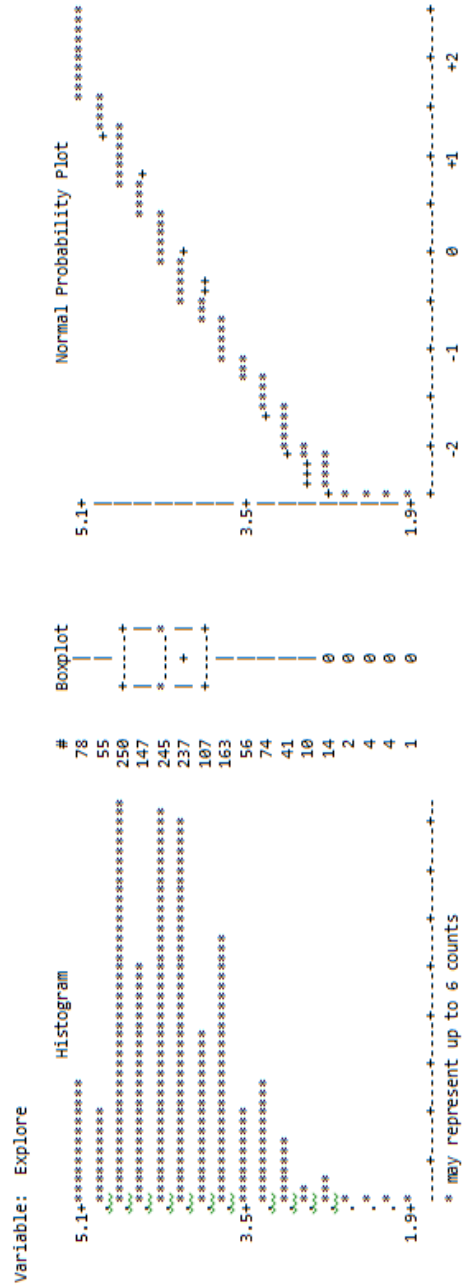 Variable: Explore
Histogram # Boxplot Normal Probability Plot
5.1+************* 78 | 5.1+ **********
.********** 55 | | +****
.****************************************** 250 +-----+ | *******
.************************* 147 | | | ****+
.***************************************** 245 *-----* | ******
.**************************************** 237 | + | | *****+
.****************** 107 +-----+ | ***++
.**************************** 163 | | *****
3.5+********** 56 | 3.5+ ***
.************* 74 | | +****
.******* 41 | | +*****
.** 10 | | +++**
.*** 14 0 | +****
.* 2 0 | *
.* 4 0 | *
.* 4 0 | *
1.9+* 1 0 1.9+*
----+----+----+----+----+----+----+----+-- +----+----+----+----+----+----+----+----+----+----+
* may represent up to 6 counts -2 -1 0 +1 +2